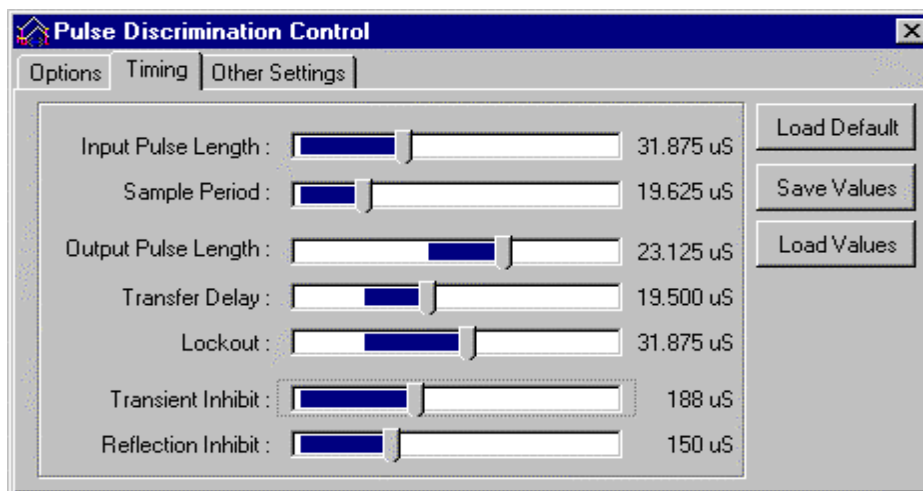 Pulse Discrimination Control
Options Timing Other Settings
Input Pulse Length : 31.875 uS
Sample Period : 19.625 uS
Output Pulse Length : 23.125 uS
Transfer Delay : 19.500 uS
Lockout : 31.875 uS
Transient Inhibit : 188 uS
Reflection Inhibit : 150 uS
Load Default
Save Values
Load Values